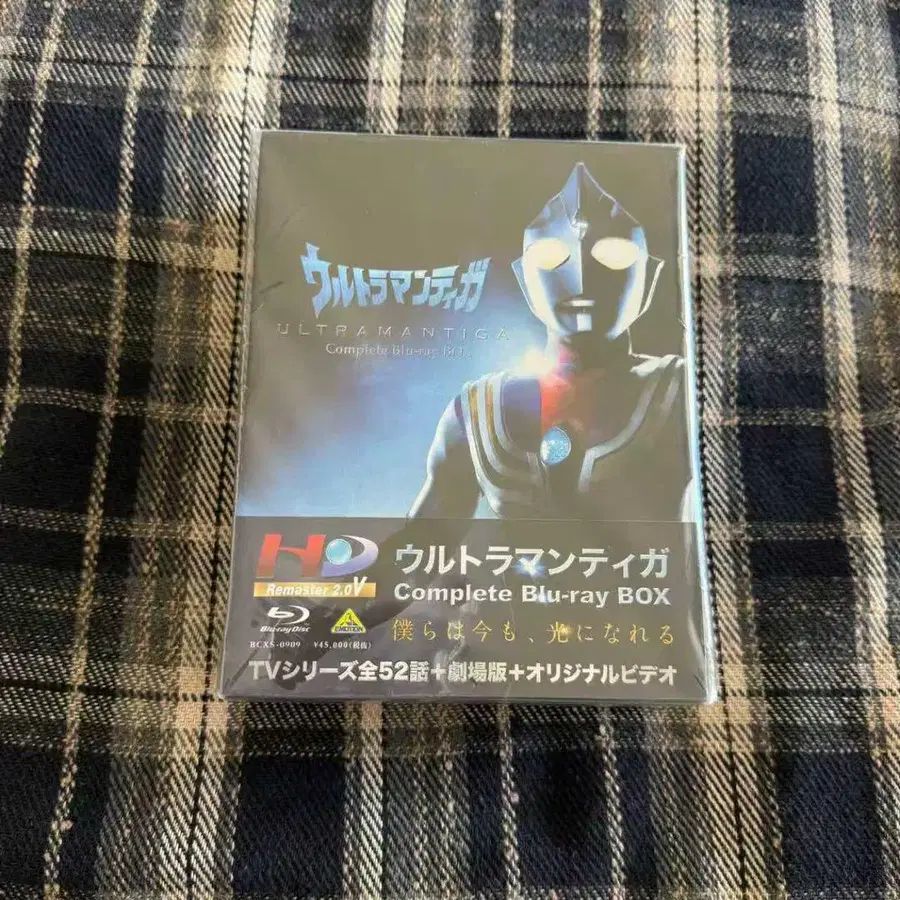 ウルトラマンティガ
ULTRAMANTIGA
Complete Blu-ray BOX
HD
Remaster 2.0V
ウルトラマンティガ
Complete Blu-ray BOX
Blu-ray Disc
EMOTION
僕らは今も、光になれる
BCXS-0909 ¥45,000(税抜)
TVシリーズ全52話+劇場版+オリジナルビデオ